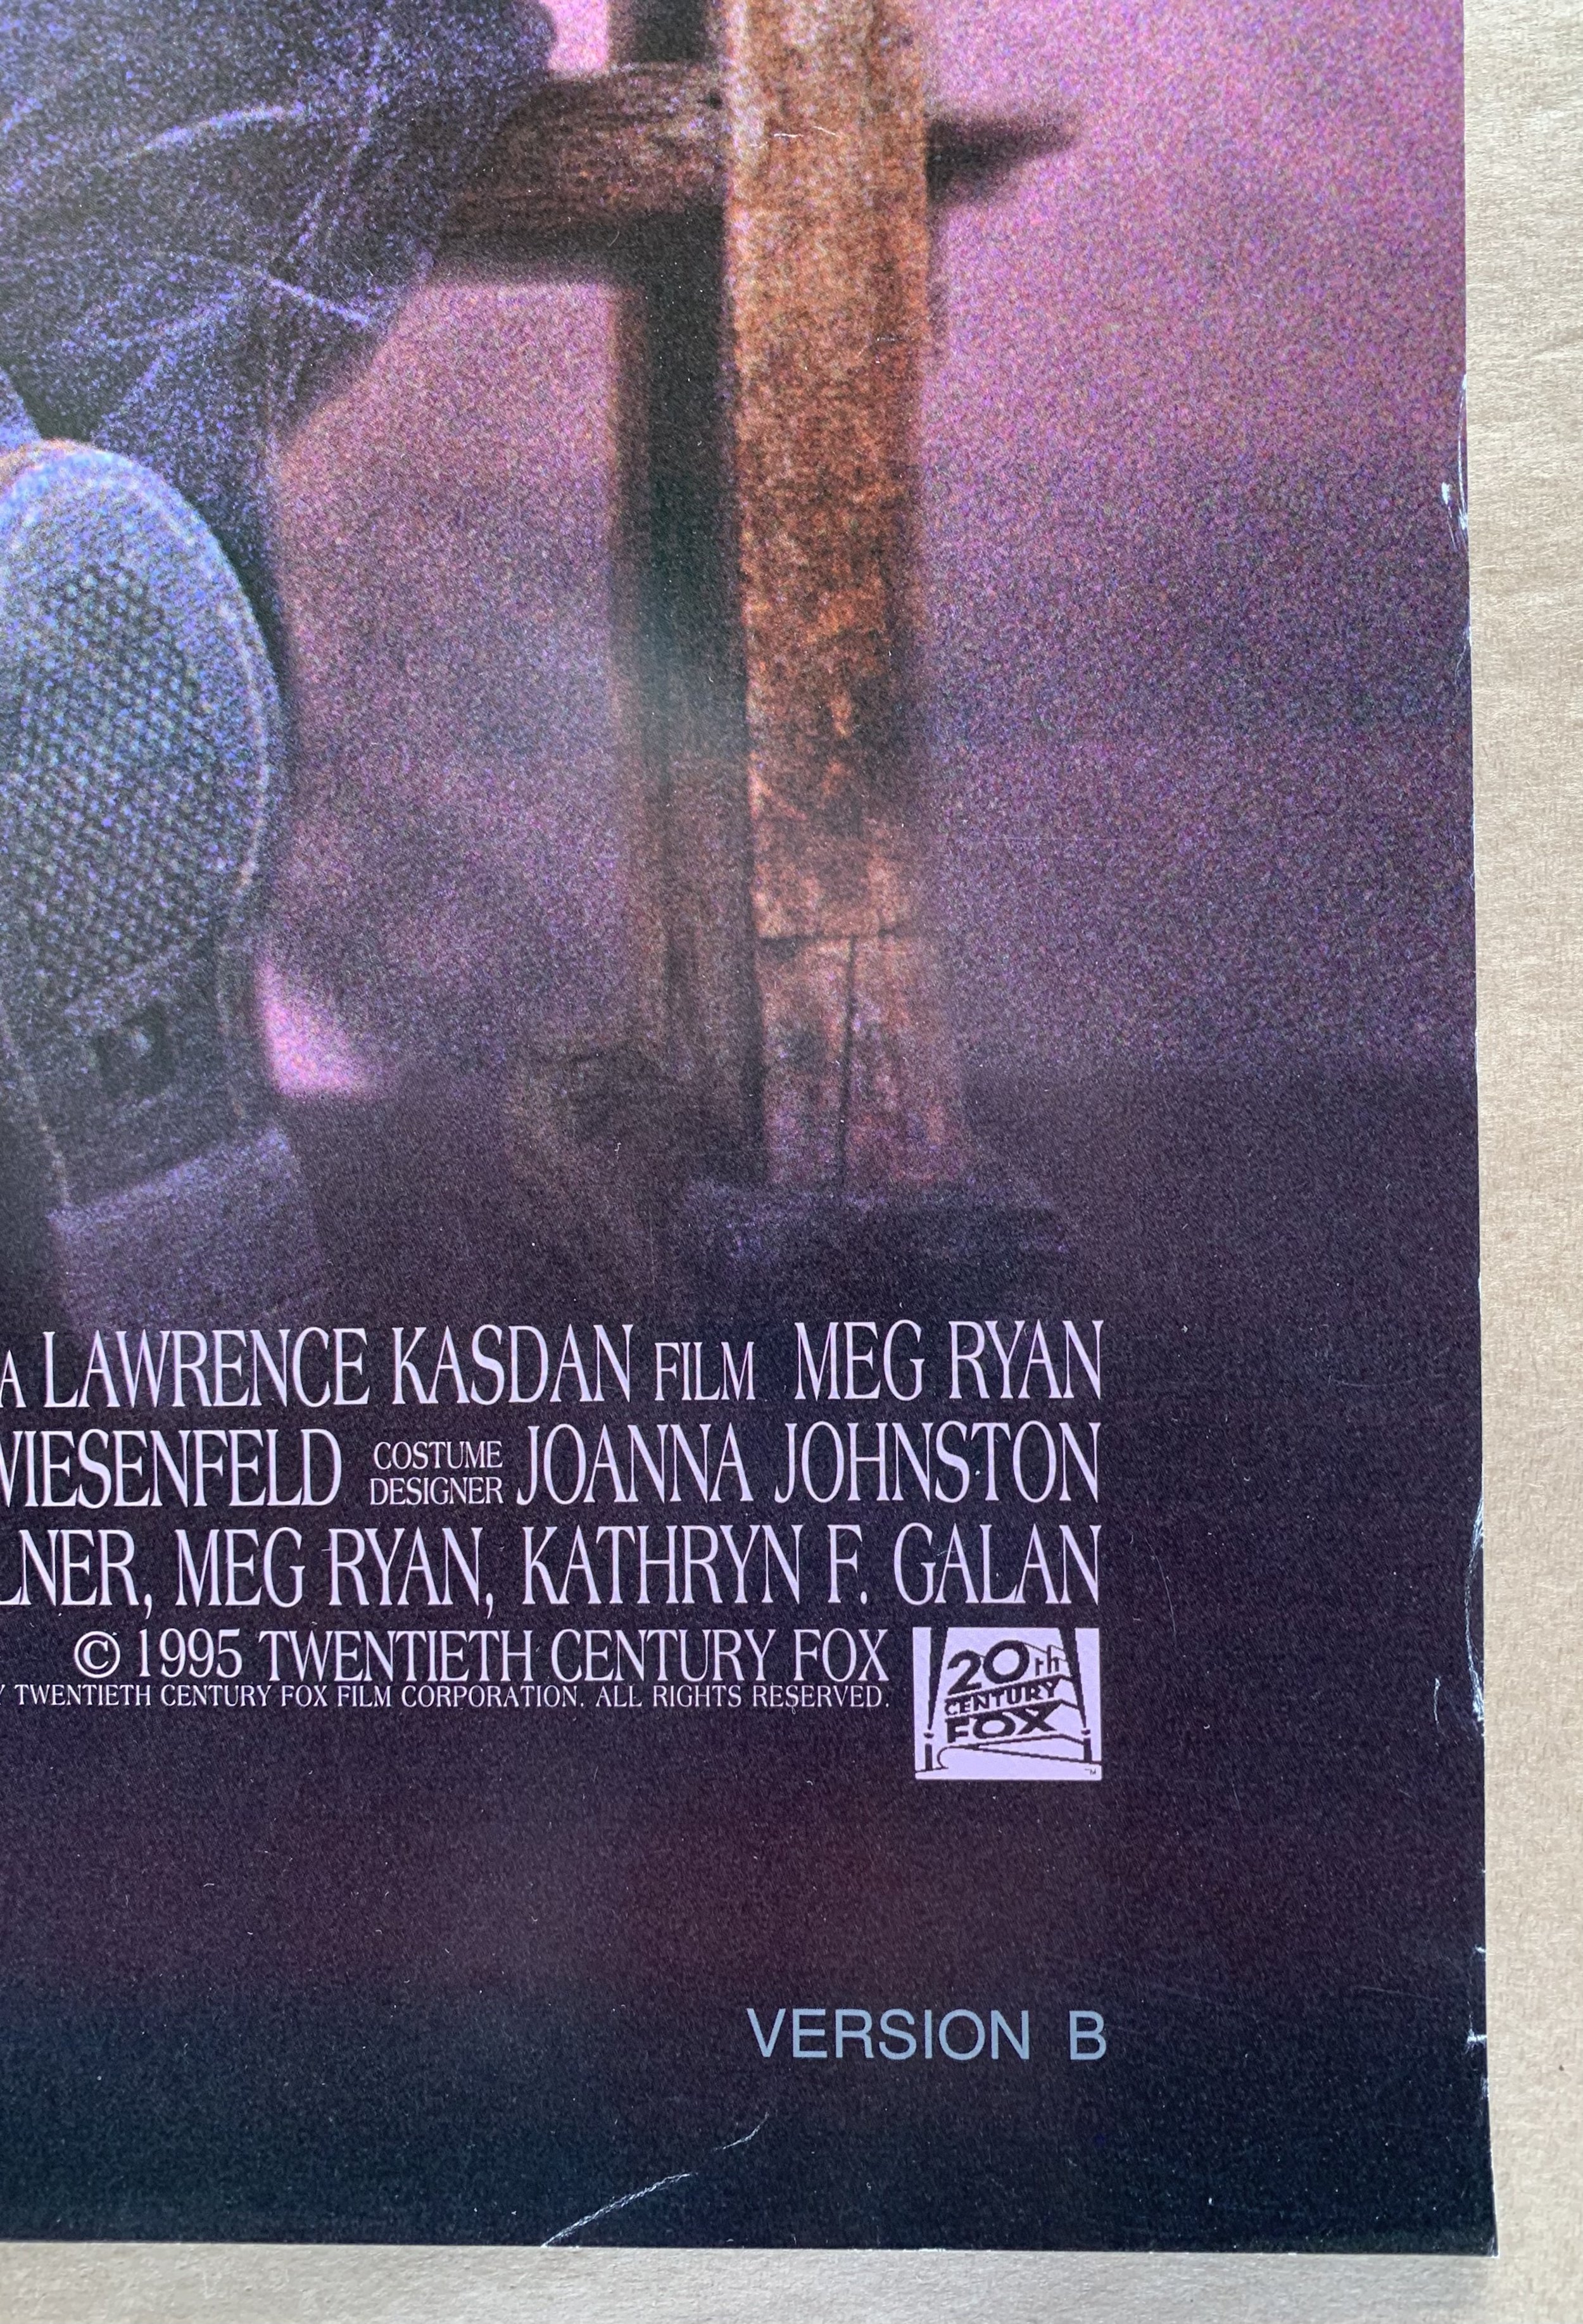 A LAWRENCE KASDAN FILM MEG RYAN
WIESENFELD COSTUME DESIGNER JOANNA JOHNSTON
LNER, MEG RYAN, KATHRYN F. GALAN
© 1995 TWENTIETH CENTURY FOX
TWENTIETH CENTURY FOX FILM CORPORATION. ALL RIGHTS RESERVED.
20th
CENTURY
FOX
TM
VERSION B